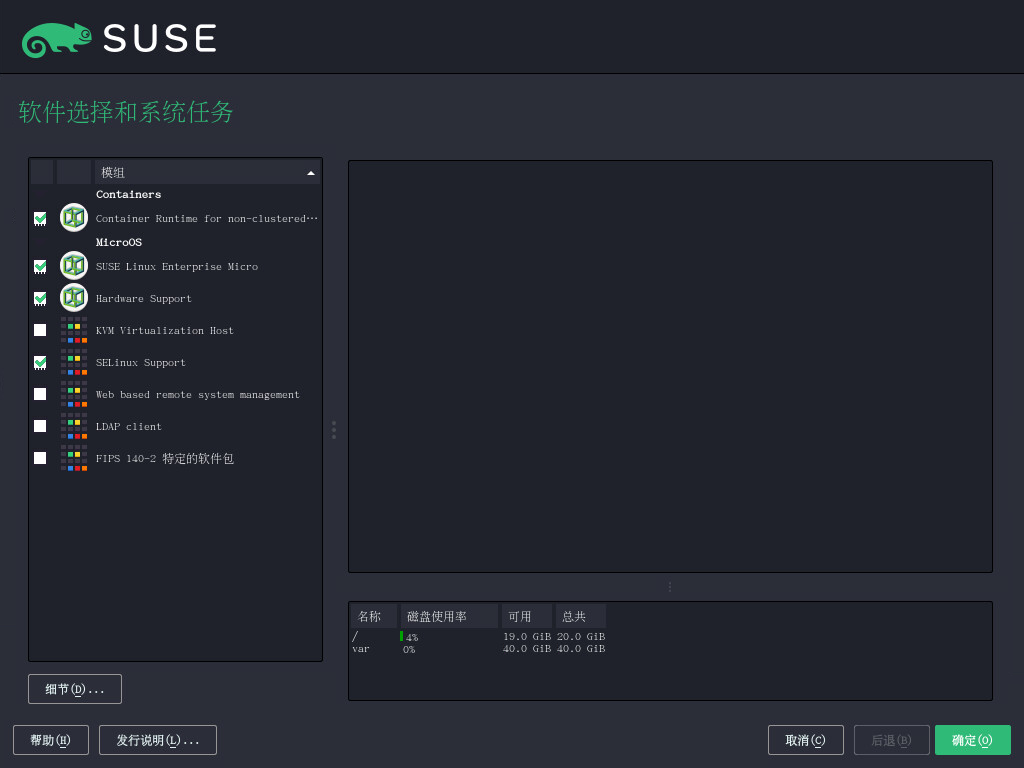 SUSE
软件选择和系统任务
模组
Containers
Container Runtime for non-clustered…
MicroOS
SUSE Linux Enterprise Micro
Hardware Support
KVM Virtualization Host
SELinux Support
Web based remote system management
LDAP client
FIPS 140-2 特定的软件包
名称 磁盘使用率 可用 总共
/ 4% 19.0 GiB 20.0 GiB
var 0% 40.0 GiB 40.0 GiB
细节(D)...
帮助(H) 发行说明(L)... 取消(C) 后退(B) 确定(O)